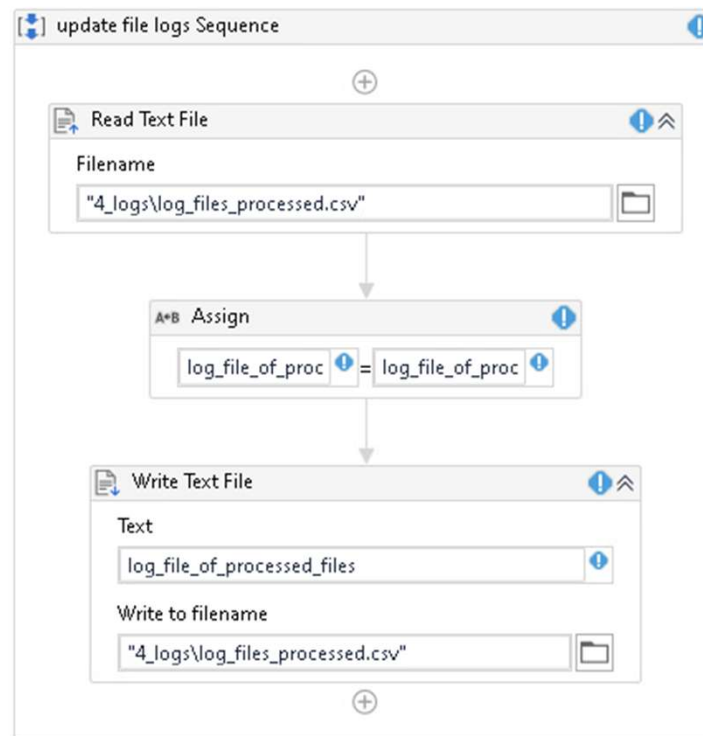 update file logs Sequence
Read Text File
Filename
"4_logs\log_files_processed.csv"
A+B Assign
log_file_of_proc = log_file_of_proc
Write Text File
Text
log_file_of_processed_files
Write to filename
"4_logs\log_files_processed.csv"